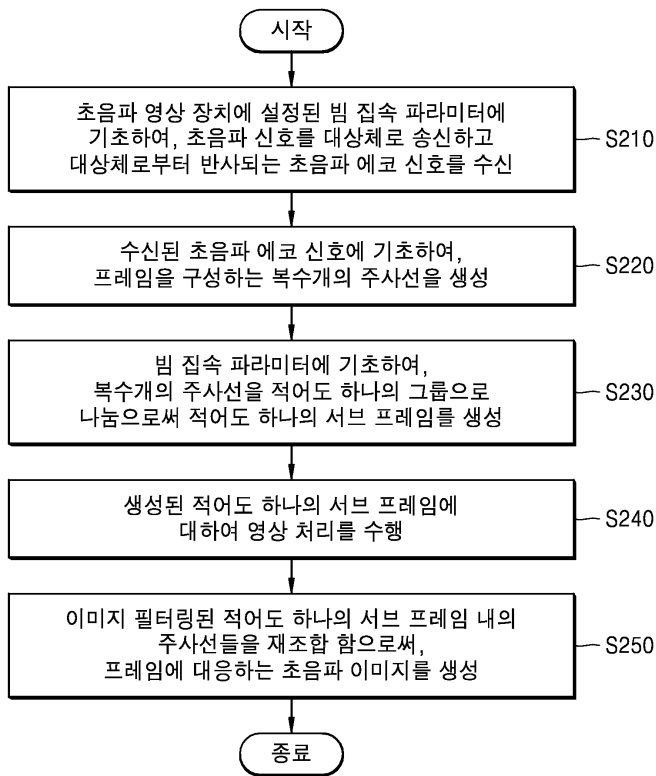 시작
초음파 영상 장치에 설정된 빔 집속 파라미터에
기초하여, 초음파 신호를 대상체로 송신하고
대상체로부터 반사되는 초음파 에코 신호를 수신
S210
수신된 초음파 에코 신호에 기초하여,
프레임을 구성하는 복수개의 주사선을 생성
S220
빔 집속 파라미터에 기초하여,
복수개의 주사선을 적어도 하나의 그룹으로
나눔으로써 적어도 하나의 서브 프레임를 생성
S230
생성된 적어도 하나의 서브 프레임에
대하여 영상 처리를 수행
S240
이미지 필터링된 적어도 하나의 서브 프레임 내의
주사선들을 재조합 함으로써,
프레임에 대응하는 초음파 이미지를 생성
S250
종료